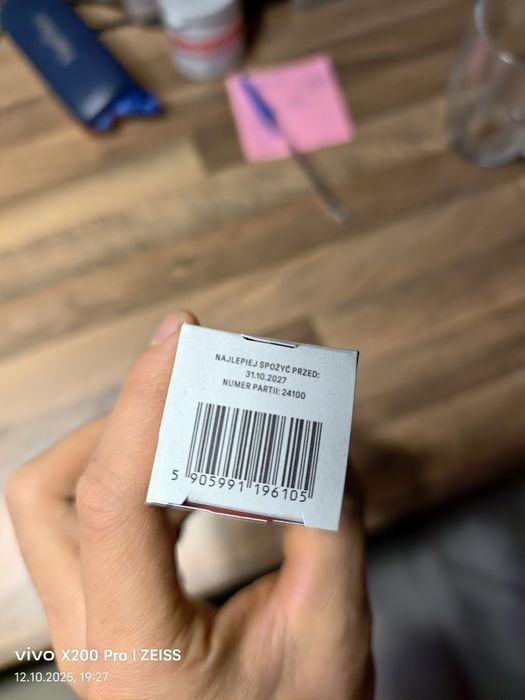 NAJLEPIEJ SPOŻYĆ PRZED:
31.10.2027
NUMER PARTII: 24100
5 905991 196105
vivo X200 Pro | ZEISS
12.10.2025, 19:27